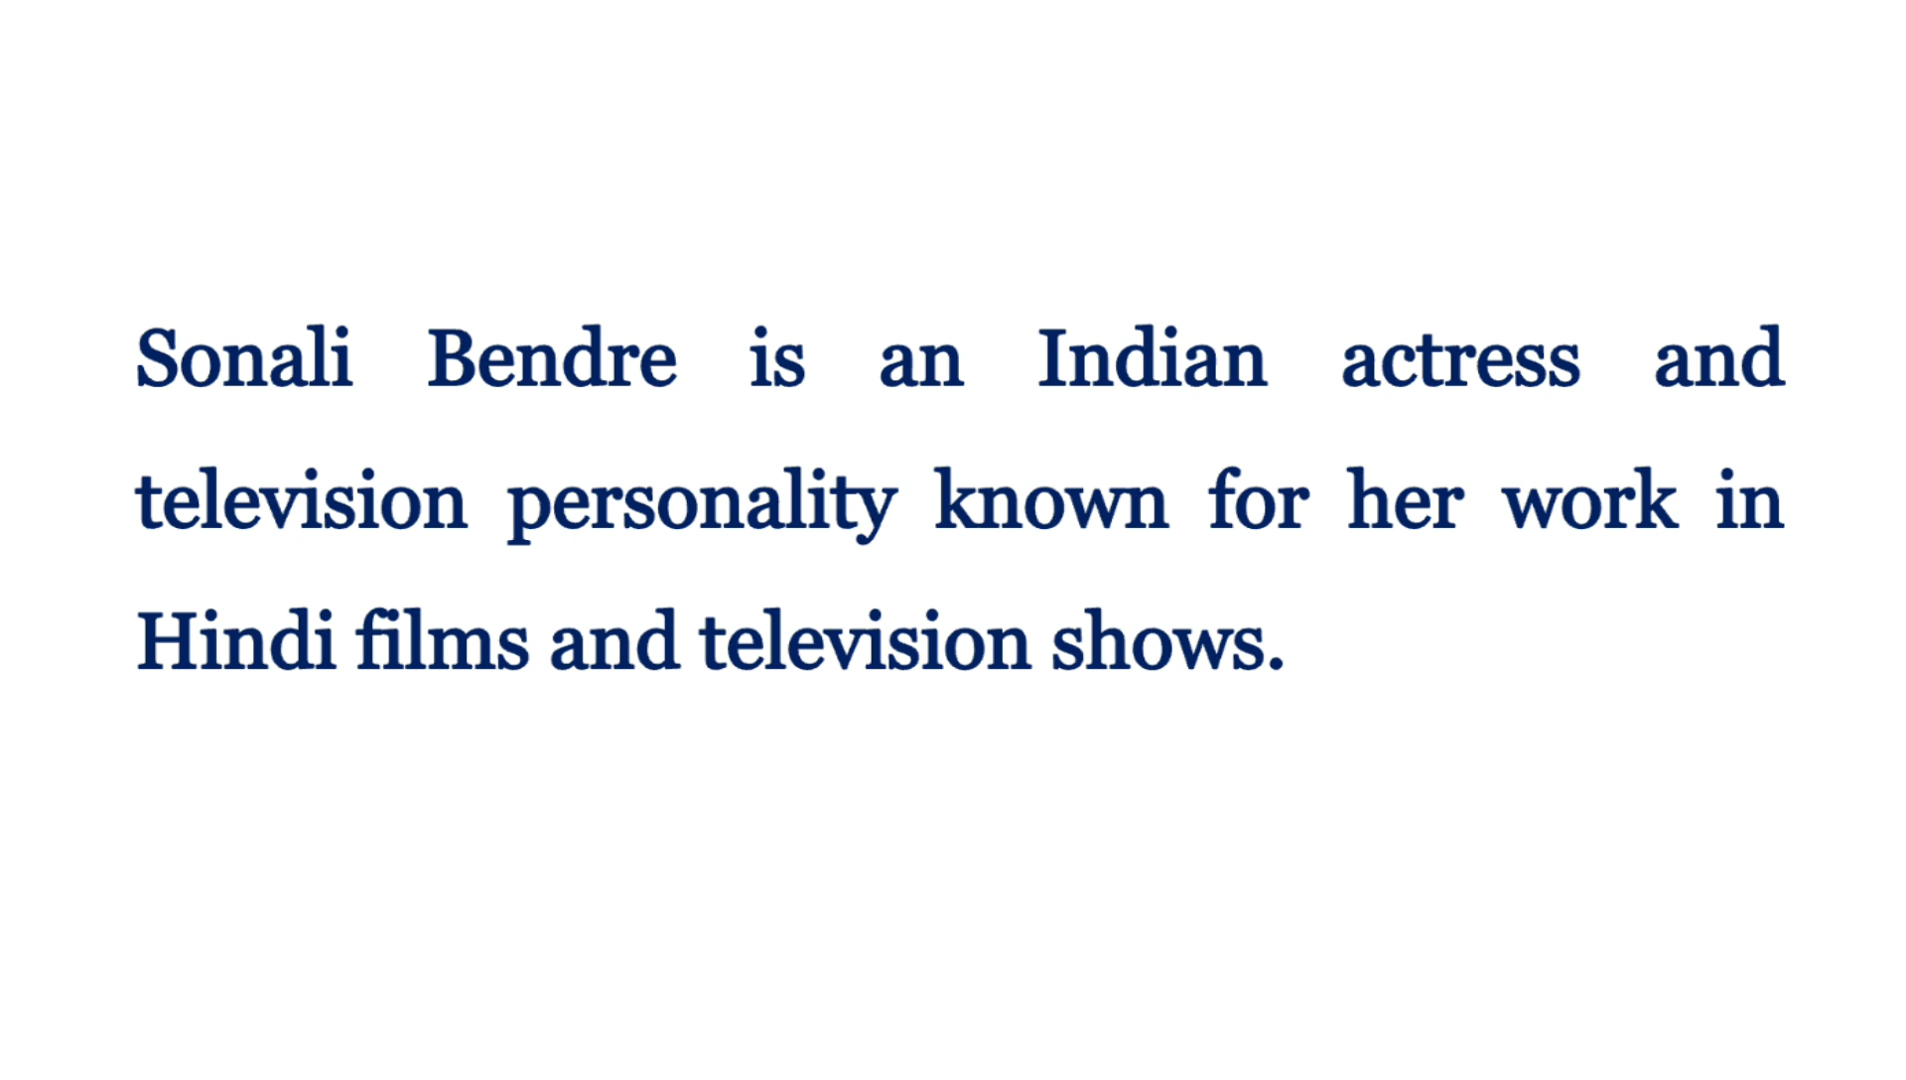 Sonali Bendre is an Indian actress and
television personality known for her work in
Hindi films and television shows.